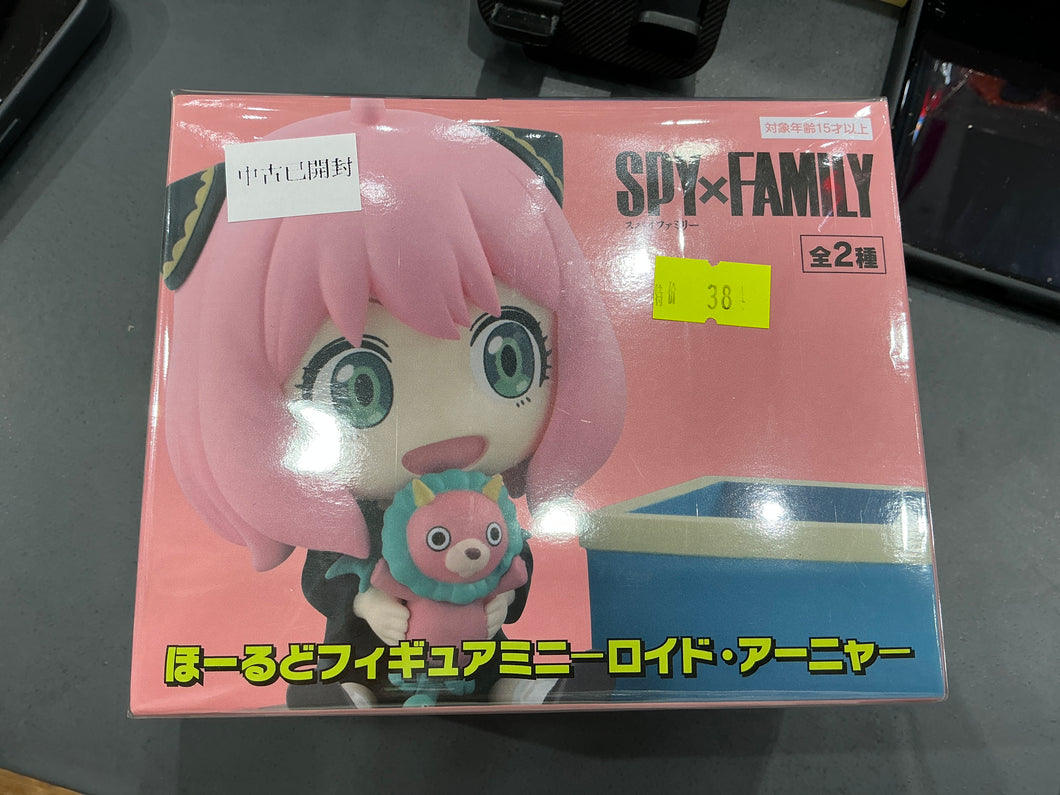 対象年齢15才以上
中古已開封
SPY×FAMILY
スパイファミリー
全2種
特价 38
ほーるどフィギュアミニーロイド・アーニャー